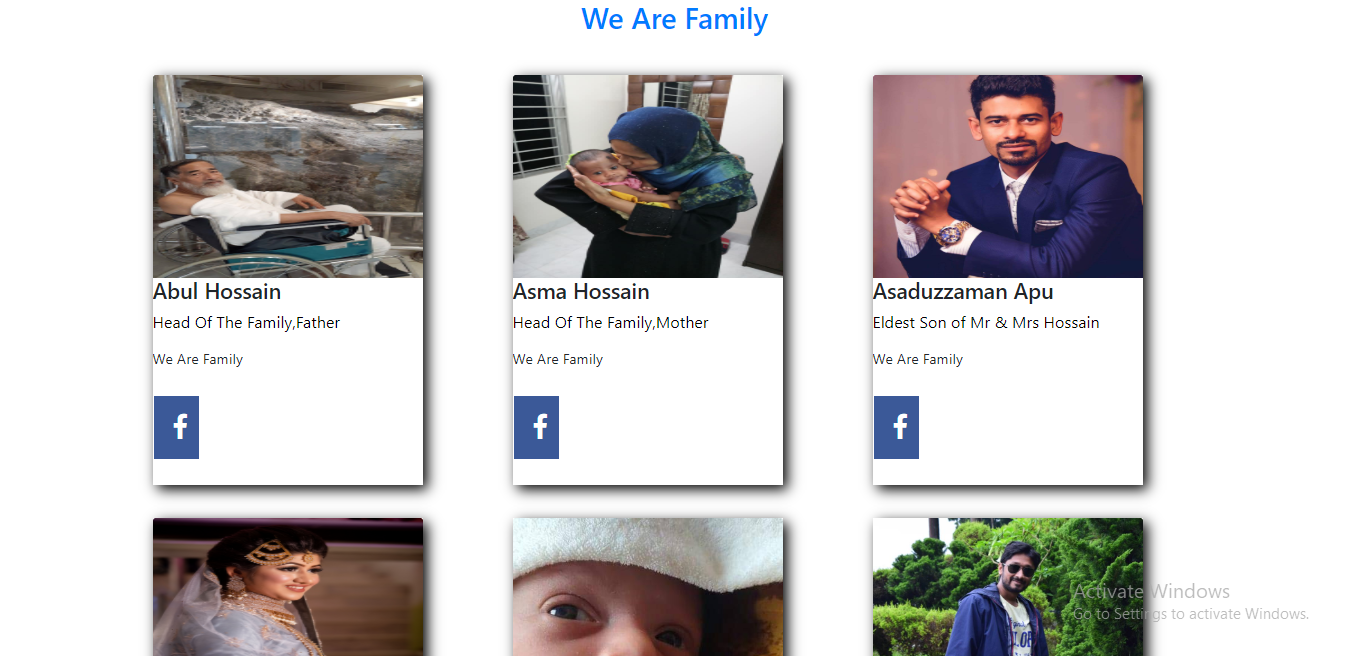 We Are Family
Abul Hossain
Head Of The Family,Father
We Are Family
f
Asma Hossain
Head Of The Family,Mother
We Are Family
f
Asaduzzaman Apu
Eldest Son of Mr & Mrs Hossain
We Are Family
f
Activate Windows
Go to Settings to activate Windows.